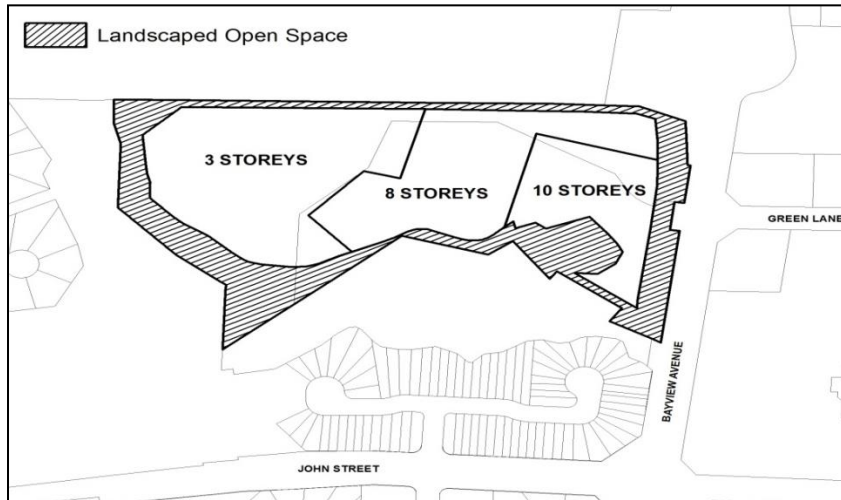 Landscaped Open Space
3 STOREYS
8 STOREYS
10 STOREYS
GREEN LANE
BAYVIEW AVENUE
JOHN STREET